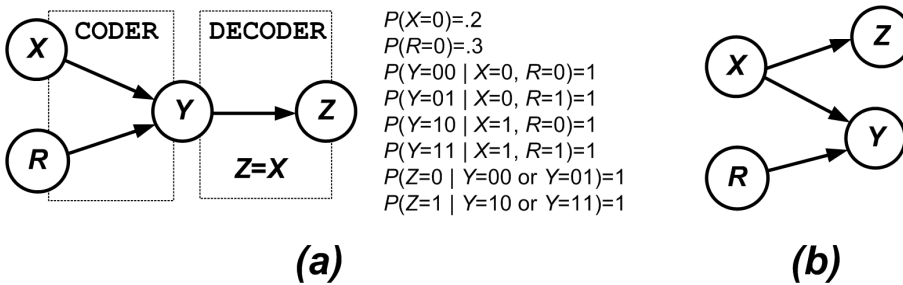 CODER
DECODER
X
R
Y
Z
Z=X
P(X=0)=.2
P(R=0)=.3
P(Y=00 | X=0, R=0)=1
P(Y=01 | X=0, R=1)=1
P(Y=10 | X=1, R=0)=1
P(Y=11 | X=1, R=1)=1
P(Z=0 | Y=00 or Y=01)=1
P(Z=1 | Y=10 or Y=11)=1
(a)
Z
X
Y
R
(b)